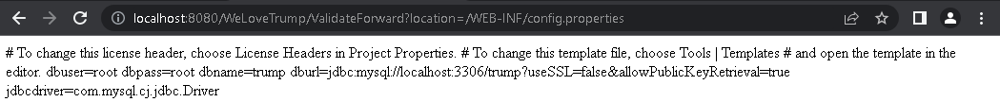 localhost:8080/WeLoveTrump/ValidateForward?location=/WEB-INF/config.properties
# To change this license header, choose License Headers in Project Properties. # To change this template file, choose Tools | Templates # and open the template in the
editor. dbuser=root dbpass=root dbname=trump dburl=jdbc:mysql://localhost:3306/trump?useSSL=false&allowPublicKeyRetrieval=true
jdbcdriver=com.mysql.cj.jdbc.Driver